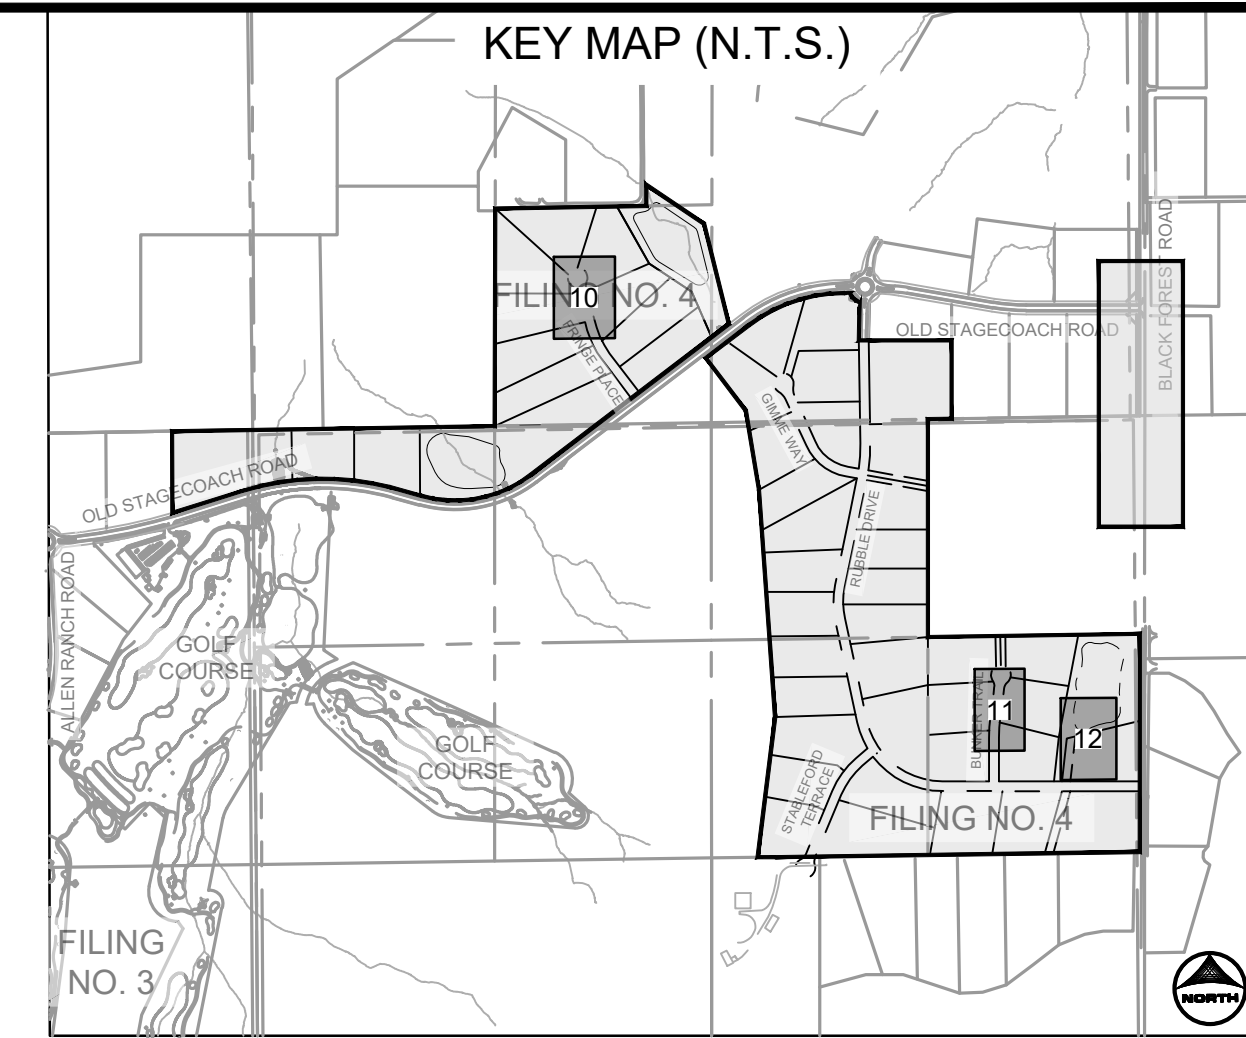 KEY MAP (N.T.S.)
BLACK FOREST ROAD
FILING NO. 4
10
FRINGE PLACE
OLD STAGECOACH ROAD
GIMME WAY
OLD STAGECOACH ROAD
RUBBLE DRIVE
ALLEN RANCH ROAD
GOLF
COURSE
BUNKER TRAIL
11
12
GOLF
COURSE
STABLEFORD
TERRACE
FILING NO. 4
FILING
NO. 3
NORTH